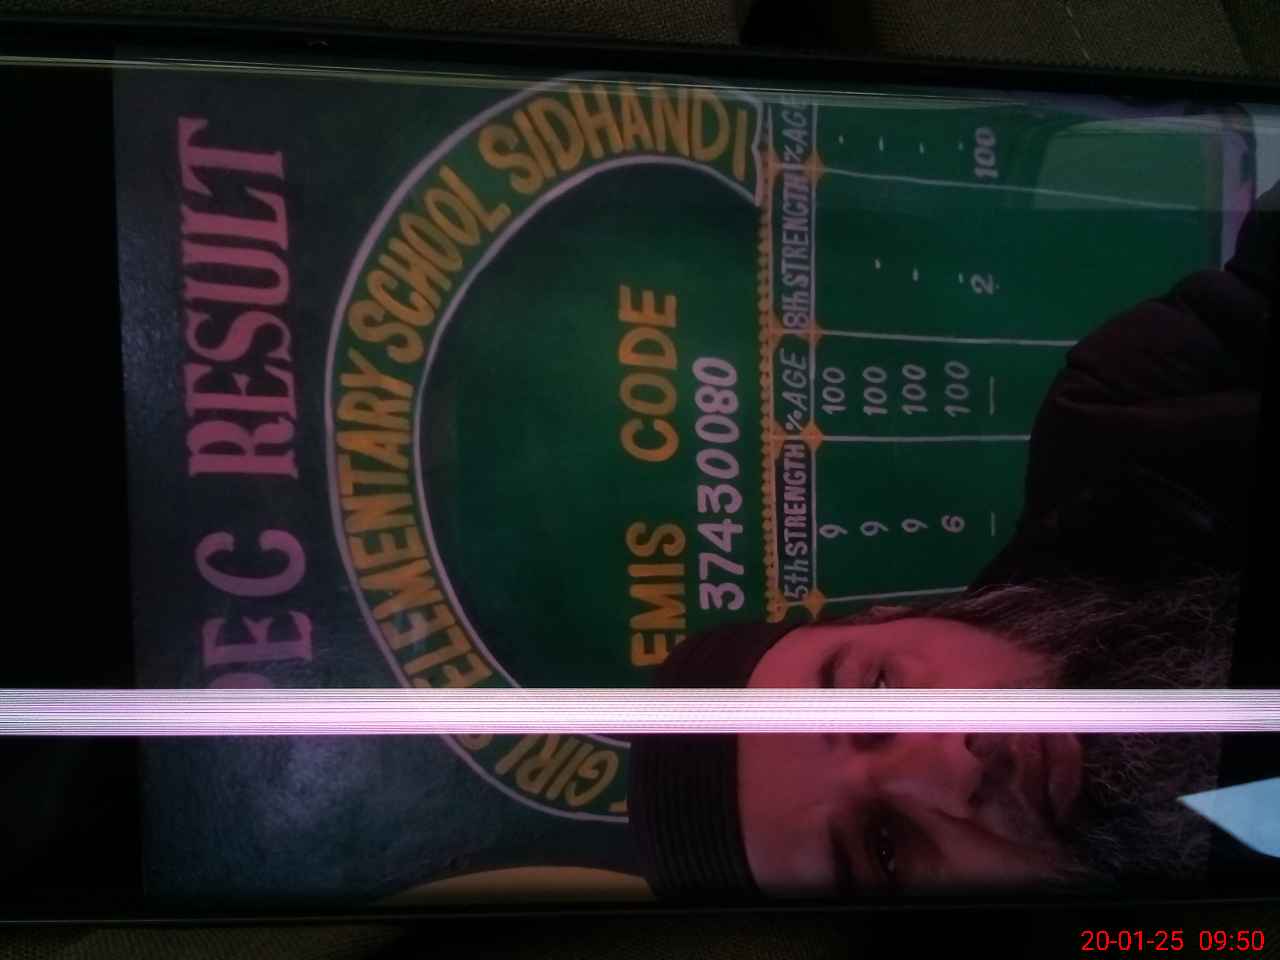 PEC RESULT
GIRLS ELEMENTARY SCHOOL SIDHANDI
EMIS CODE
37430080
5th STRENGTH %AGE 8th STRENGTH %AGE
9 100 -
9 100 - -
9 100 - -
6 100 - -
— — 2 100
20-01-25 09:50